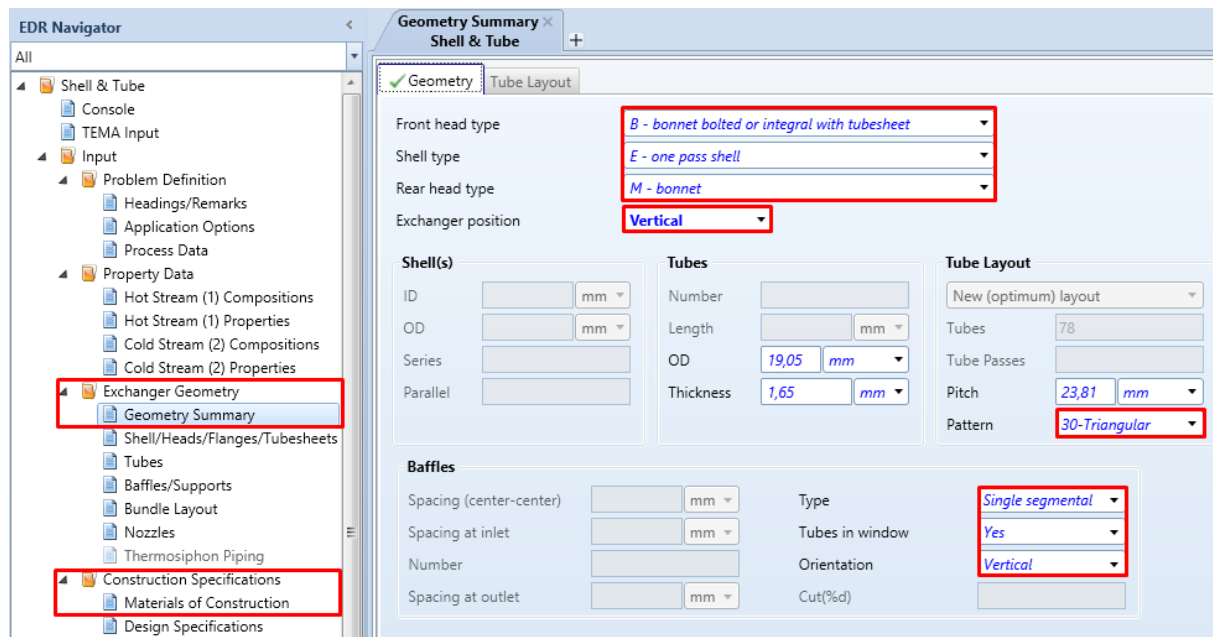 EDR Navigator
All
Shell & Tube
Console
TEMA Input
Input
Problem Definition
Headings/Remarks
Application Options
Process Data
Property Data
Hot Stream (1) Compositions
Hot Stream (1) Properties
Cold Stream (2) Compositions
Cold Stream (2) Properties
Exchanger Geometry
Geometry Summary
Shell/Heads/Flanges/Tubesheets
Tubes
Baffles/Supports
Bundle Layout
Nozzles
Thermosiphon Piping
Construction Specifications
Materials of Construction
Design Specifications
Geometry Summary
Shell & Tube
Geometry Tube Layout
Front head type B - bonnet bolted or integral with tubesheet
Shell type E - one pass shell
Rear head type M - bonnet
Exchanger position Vertical
Shell(s)
ID mm
OD mm
Series
Parallel
Tubes
Number
Length mm
OD 19,05 mm
Thickness 1,65 mm
Tube Layout
New (optimum) layout
Tubes 78
Tube Passes
Pitch 23,81 mm
Pattern 30-Triangular
Baffles
Spacing (center-center) mm Type Single segmental
Spacing at inlet mm Tubes in window Yes
Number Orientation Vertical
Spacing at outlet mm Cut(%d)